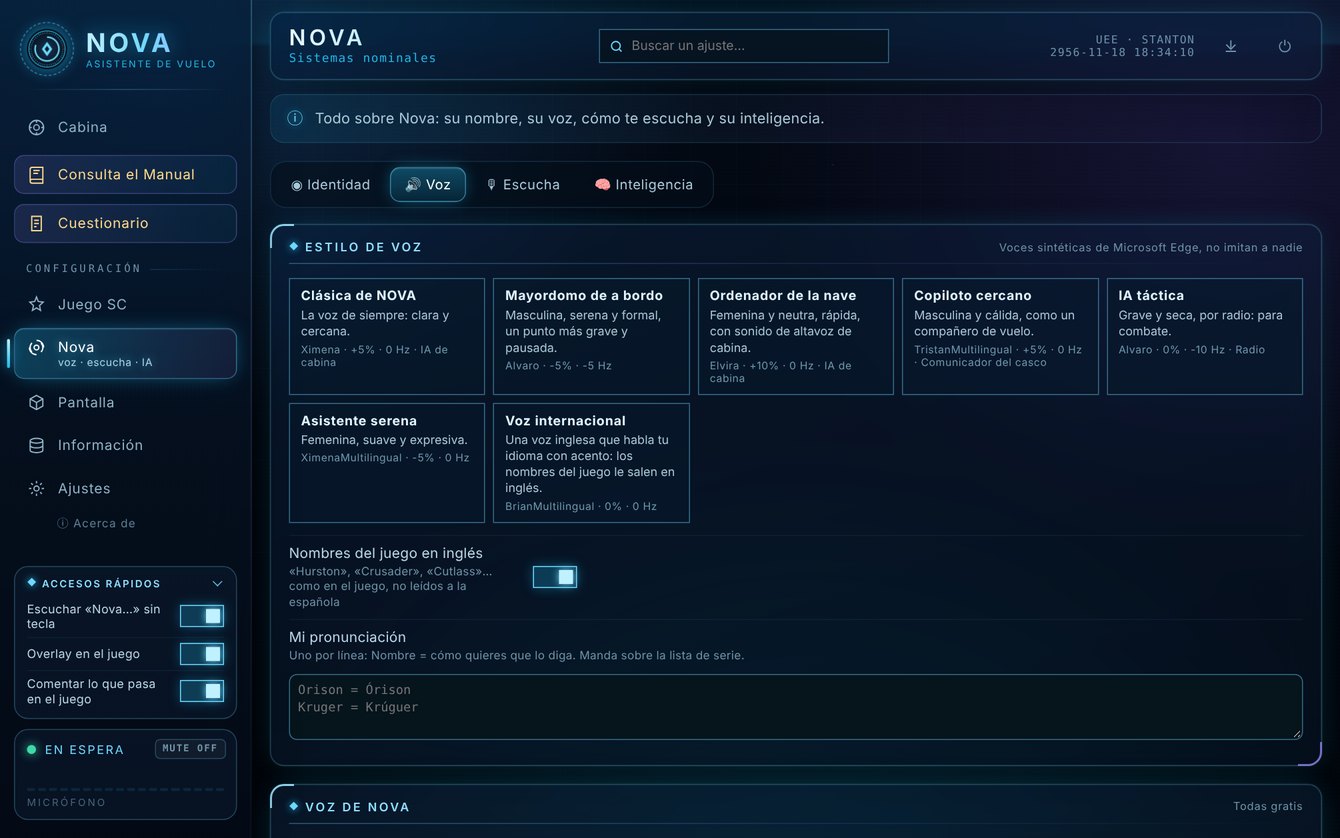 NOVA
ASISTENTE DE VUELO
Cabina
Consulta el Manual
Cuestionario
CONFIGURACIÓN
Juego SC
Nova
voz · escucha · IA
Pantalla
Información
Ajustes
ⓘ Acerca de
ACCESOS RÁPIDOS
Escuchar «Nova...» sin
tecla
Overlay en el juego
Comentar lo que pasa
en el juego
EN ESPERA
MUTE OFF
MICRÓFONO
NOVA
Sistemas nominales
Buscar un ajuste...
UEE · STANTON
2956-11-18 18:34:10
Todo sobre Nova: su nombre, su voz, cómo te escucha y su inteligencia.
Identidad
Voz
Escucha
Inteligencia
ESTILO DE VOZ
Voces sintéticas de Microsoft Edge, no imitan a nadie
Clásica de NOVA
La voz de siempre: clara y
cercana.
Ximena · +5% · 0 Hz · IA de
cabina
Mayordomo de a bordo
Masculina, serena y formal,
un punto más grave y
pausada.
Alvaro · -5% · -5 Hz
Ordenador de la nave
Femenina y neutra, rápida,
con sonido de altavoz de
cabina.
Elvira · +10% · 0 Hz · IA de
cabina
Copiloto cercano
Masculina y cálida, como un
compañero de vuelo.
TristanMultilingual · +5% · 0 Hz
· Comunicador del casco
IA táctica
Grave y seca, por radio: para
combate.
Alvaro · 0% · -10 Hz · Radio
Asistente serena
Femenina, suave y expresiva.
XimenaMultilingual · -5% · 0 Hz
Voz internacional
Una voz inglesa que habla tu
idioma con acento: los
nombres del juego le salen en
inglés.
BrianMultilingual · 0% · 0 Hz
Nombres del juego en inglés
«Hurston», «Crusader», «Cutlass»...
como en el juego, no leídos a la
española
Mi pronunciación
Uno por línea: Nombre = cómo quieres que lo diga. Manda sobre la lista de serie.
Orison = Órison
Kruger = Krúguer
VOZ DE NOVA
Todas gratis